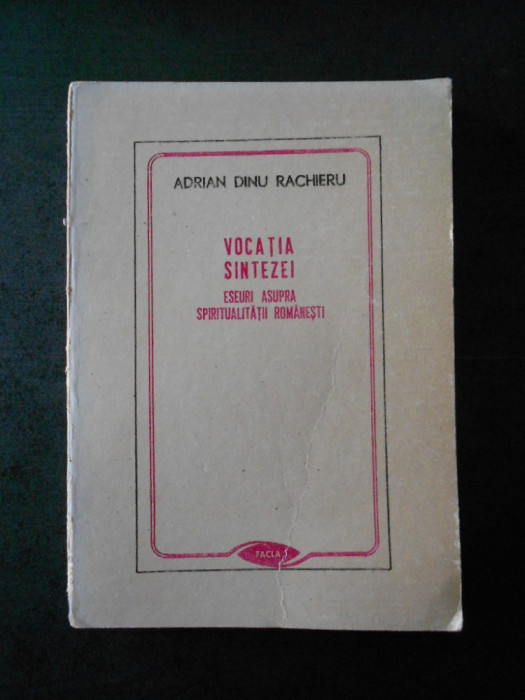 ADRIAN DINU RACHIERU
VOCAȚIA
SINTEZEI
ESEURI ASUPRA
SPIRITUALITĂȚII ROMÂNEȘTI
FACLA